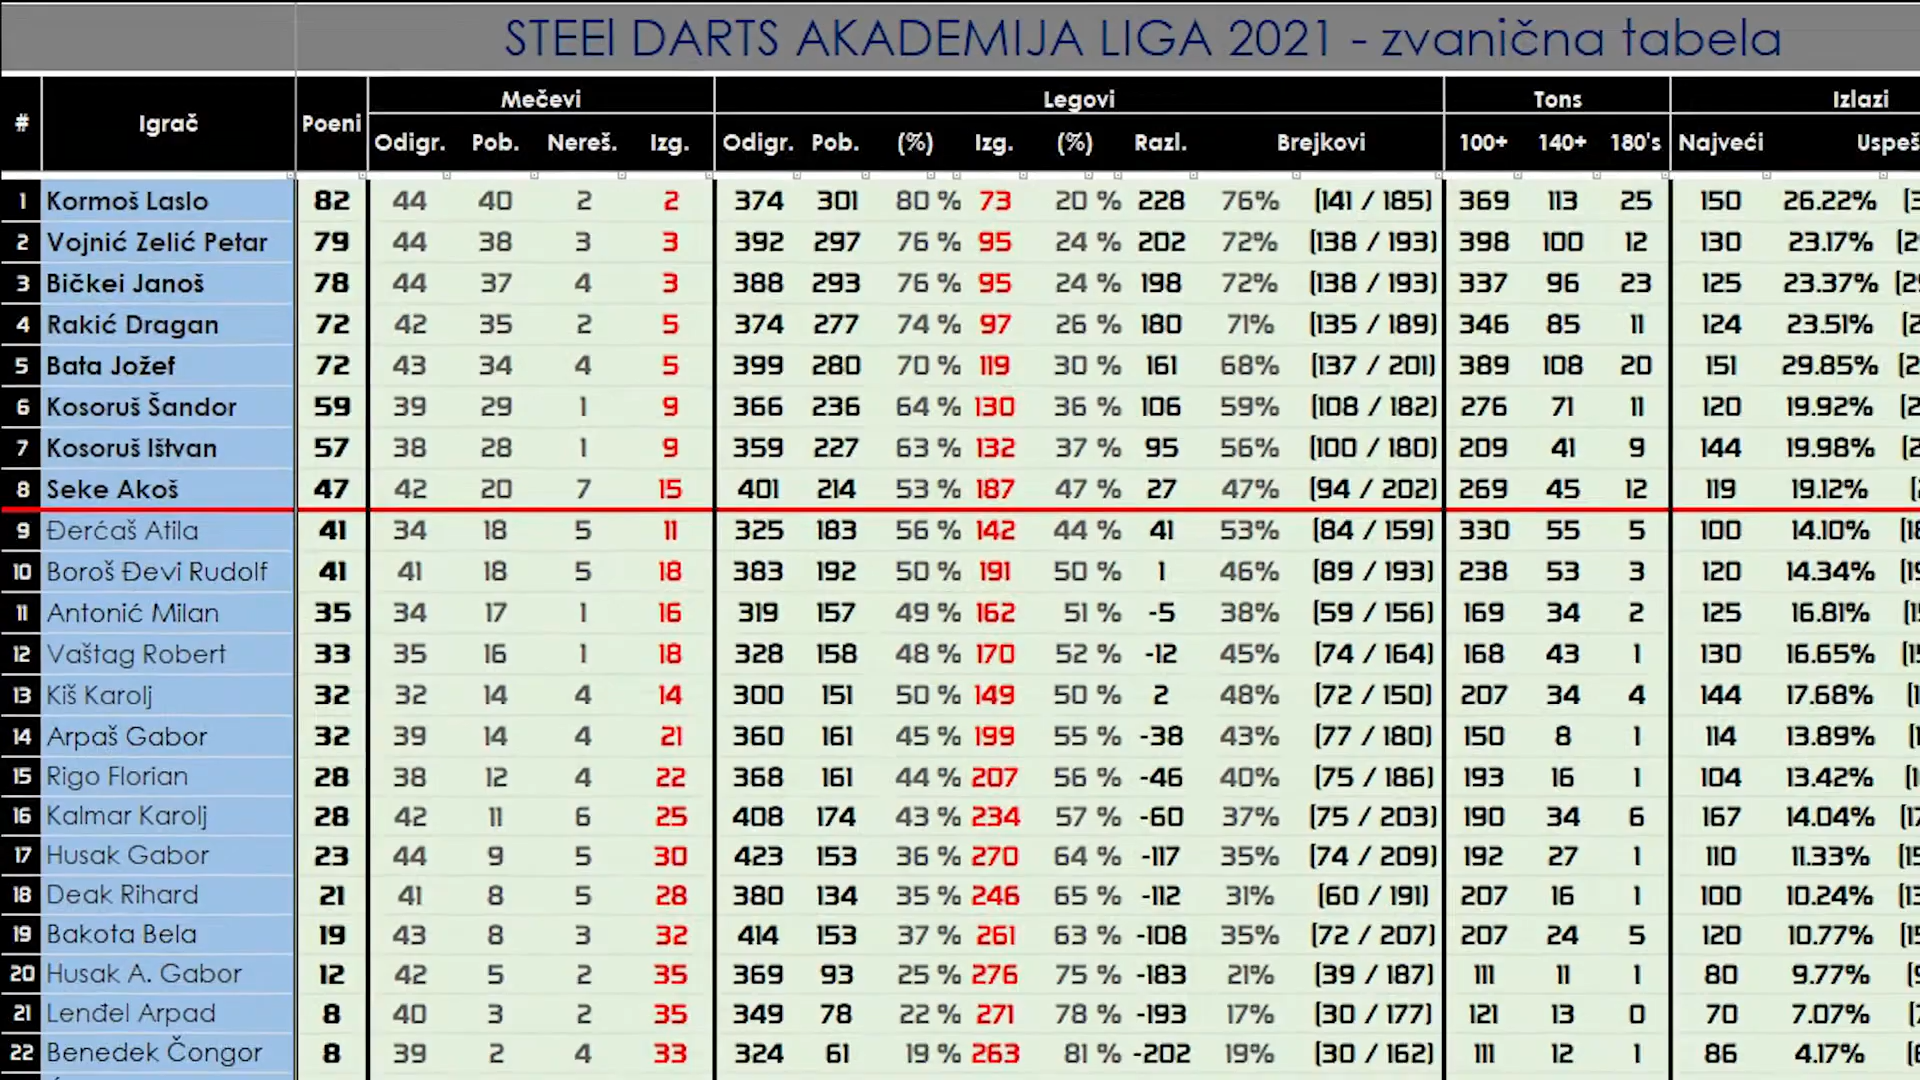 STEEl DARTS AKADEMIJA LIGA 2021 - zvanična tabela
# Igrač Poeni Mečevi Legovi Tons Izlazi
Odigr. Pob. Nereš. Izg. Odigr. Pob. (%) Izg. (%) Razl. Brejkovi 100+ 140+ 180's Najveći Uspeš
1 Kormoš Laslo 82 44 40 2 2 374 301 80 % 73 20 % 228 76% (141 / 185) 369 113 25 150 26.22% (3
2 Vojnić Zelić Petar 79 44 38 3 3 392 297 76 % 95 24 % 202 72% (138 / 193) 398 100 12 130 23.17% (2
3 Bičkei Janoš 78 44 37 4 3 388 293 76 % 95 24 % 198 72% (138 / 193) 337 96 23 125 23.37% (2
4 Rakić Dragan 72 42 35 2 5 374 277 74 % 97 26 % 180 71% (135 / 189) 346 85 11 124 23.51% (2
5 Bata Jožef 72 43 34 4 5 399 280 70 % 119 30 % 161 68% (137 / 201) 389 108 20 151 29.85% (2
6 Kosoruš Šandor 59 39 29 1 9 366 236 64 % 130 36 % 106 59% (108 / 182) 276 71 11 120 19.92% (2
7 Kosoruš Ištvan 57 38 28 1 9 359 227 63 % 132 37 % 95 56% (100 / 180) 209 41 9 144 19.98% (2
8 Seke Akoš 47 42 20 7 15 401 214 53 % 187 47 % 27 47% (94 / 202) 269 45 12 119 19.12% (2
9 Đerćaš Atila 41 34 18 5 11 325 183 56 % 142 44 % 41 53% (84 / 159) 330 55 5 100 14.10% (18
10 Boroš Đevi Rudolf 41 41 18 5 18 383 192 50 % 191 50 % 1 46% (89 / 193) 238 53 3 120 14.34% (19
11 Antonić Milan 35 34 17 1 16 319 157 49 % 162 51 % -5 38% (59 / 156) 169 34 2 125 16.81% (15
12 Vaštag Robert 33 35 16 1 18 328 158 48 % 170 52 % -12 45% (74 / 164) 168 43 1 130 16.65% (15
13 Kiš Karolj 32 32 14 4 14 300 151 50 % 149 50 % 2 48% (72 / 150) 207 34 4 144 17.68% (1
14 Arpaš Gabor 32 39 14 4 21 360 161 45 % 199 55 % -38 43% (77 / 180) 150 8 1 114 13.89% (1
15 Rigo Florian 28 38 12 4 22 368 161 44 % 207 56 % -46 40% (75 / 186) 193 16 1 104 13.42% (1
16 Kalmar Karolj 28 42 11 6 25 408 174 43 % 234 57 % -60 37% (75 / 203) 190 34 6 167 14.04% (17
17 Husak Gabor 23 44 9 5 30 423 153 36 % 270 64 % -117 35% (74 / 209) 192 27 1 110 11.33% (15
18 Deak Rihard 21 41 8 5 28 380 134 35 % 246 65 % -112 31% (60 / 191) 207 16 1 100 10.24% (13
19 Bakota Bela 19 43 8 3 32 414 153 37 % 261 63 % -108 35% (72 / 207) 207 24 5 120 10.77% (15
20 Husak A. Gabor 12 42 5 2 35 369 93 25 % 276 75 % -183 21% (39 / 187) 111 11 1 80 9.77% (9
21 Lenđel Arpad 8 40 3 2 35 349 78 22 % 271 78 % -193 17% (30 / 177) 121 13 0 70 7.07% (7
22 Benedek Čongor 8 39 2 4 33 324 61 19 % 263 81 % -202 19% (30 / 162) 111 12 1 86 4.17% (6